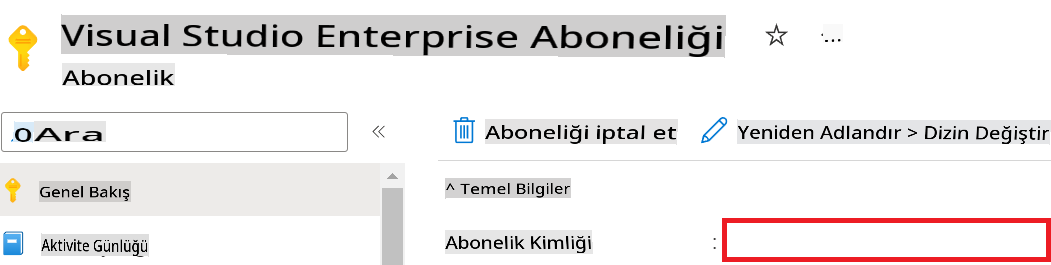 Visual Studio Enterprise Aboneliği
...
Abonelik
Ara
«
Aboneliği iptal et
Yeniden Adlandır > Dizin Değiştir
Genel Bakış
^ Temel Bilgiler
Aktivite Günlüğü
Abonelik Kimliği :